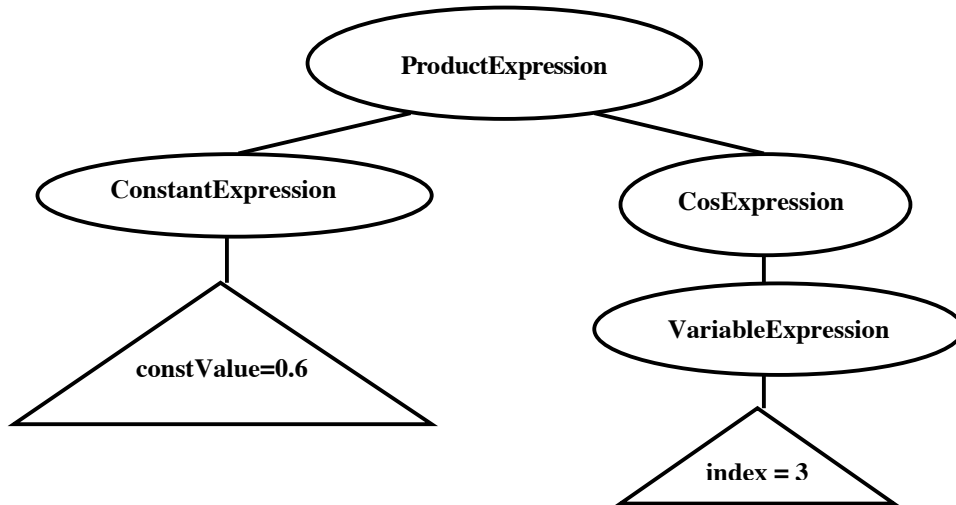 ProductExpression
ConstantExpression
CosExpression
VariableExpression
constValue=0.6
index = 3